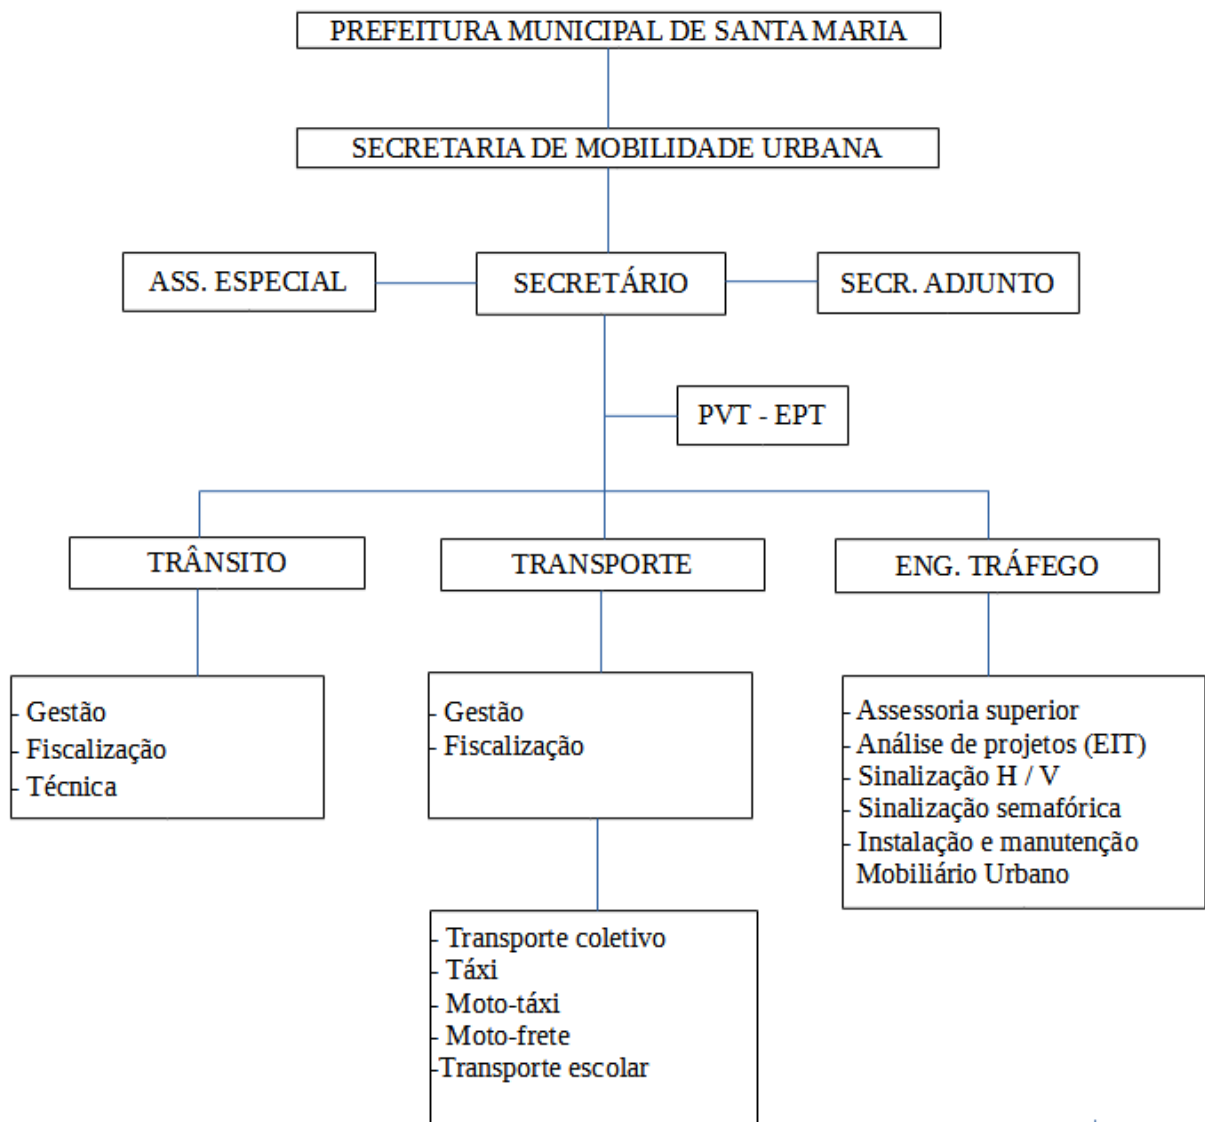 PREFEITURA MUNICIPAL DE SANTA MARIA
SECRETARIA DE MOBILIDADE URBANA
ASS. ESPECIAL
SECRETÁRIO
SECR. ADJUNTO
PVT - EPT
TRÂNSITO
TRANSPORTE
ENG. TRÁFEGO
- Gestão
- Fiscalização
- Técnica
- Gestão
- Fiscalização
- Assessoria superior
- Análise de projetos (EIT)
- Sinalização H / V
- Sinalização semafórica
- Instalação e manutenção
Mobiliário Urbano
- Transporte coletivo
- Táxi
- Moto-táxi
- Moto-frete
-Transporte escolar